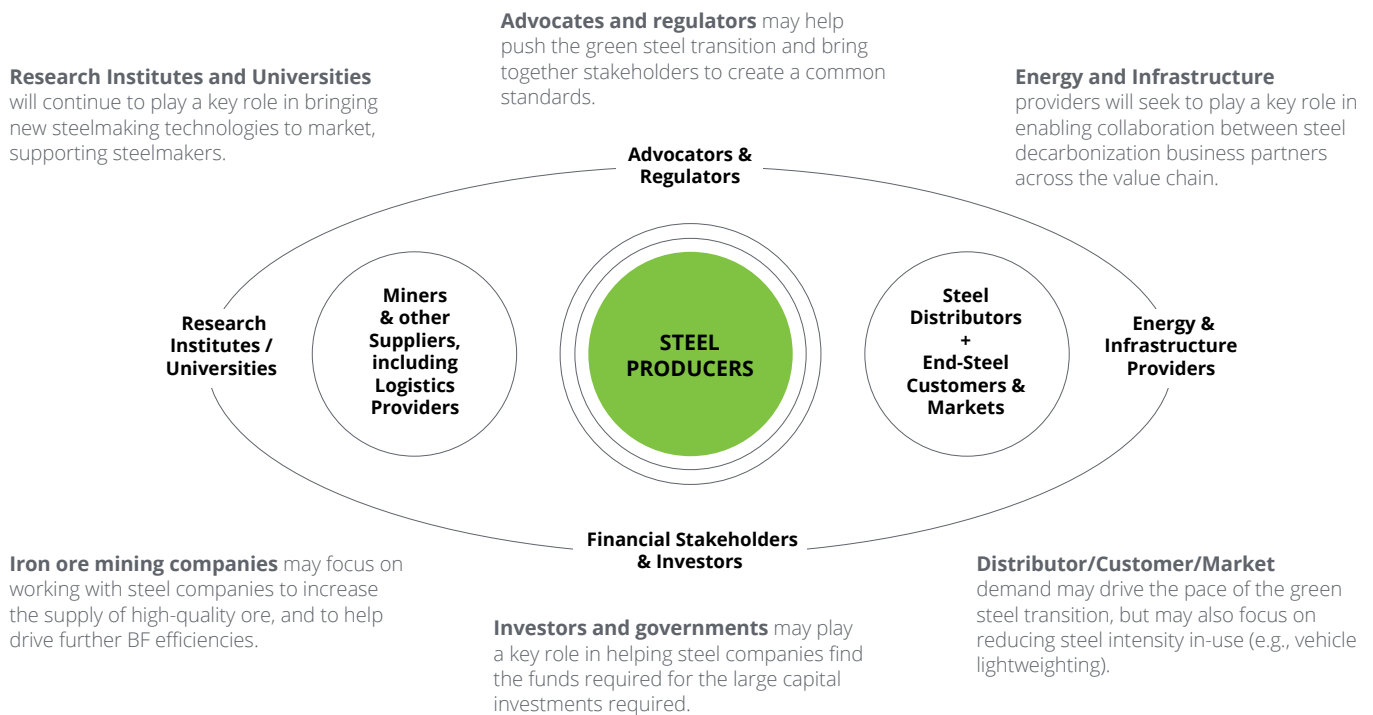 Advocates and regulators may help
push the green steel transition and bring
together stakeholders to create a common
standards.
Research Institutes and Universities
will continue to play a key role in bringing
new steelmaking technologies to market,
supporting steelmakers.
Energy and Infrastructure
providers will seek to play a key role in
enabling collaboration between steel
decarbonization business partners
across the value chain.
Advocators &
Regulators
Research
Institutes /
Universities
Miners
& other
Suppliers,
including
Logistics
Providers
STEEL
PRODUCERS
Steel
Distributors
+
End-Steel
Customers &
Markets
Energy &
Infrastructure
Providers
Financial Stakeholders
& Investors
Iron ore mining companies may focus on
working with steel companies to increase
the supply of high-quality ore, and to help
drive further BF efficiencies.
Investors and governments may play
a key role in helping steel companies find
the funds required for the large capital
investments required.
Distributor/Customer/Market
demand may drive the pace of the green
steel transition, but may also focus on
reducing steel intensity in-use (e.g., vehicle
lightweighting).